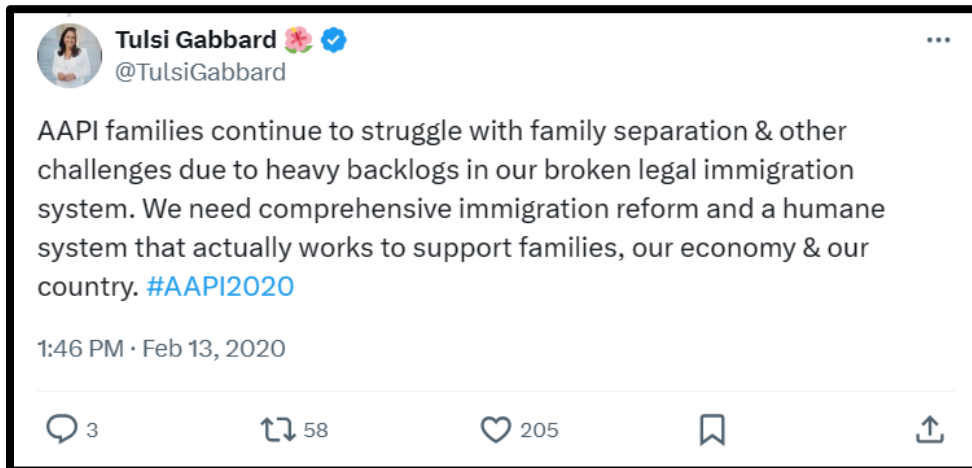 Tulsi Gabbard 🌺
@TulsiGabbard
AAPI families continue to struggle with family separation & other
challenges due to heavy backlogs in our broken legal immigration
system. We need comprehensive immigration reform and a humane
system that actually works to support families, our economy & our
country. #AAPI2020
1:46 PM · Feb 13, 2020
3 58 205